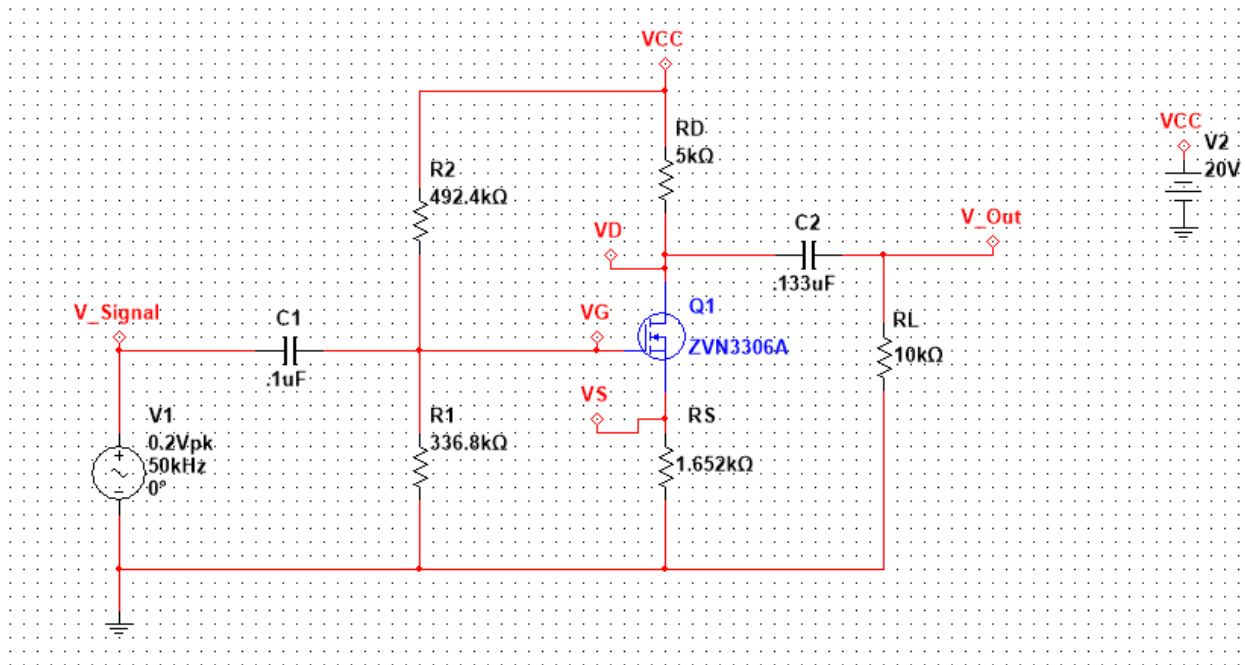 VCC
RD
5kΩ
VCC
V2
20V
R2
492.4kΩ
VD
C2
.133uF
V_Out
V_Signal
C1
.1uF
VG
Q1
ZVN3306A
RL
10kΩ
VS
V1
0.2Vpk
50kHz
0°
R1
336.8kΩ
RS
1.652kΩ